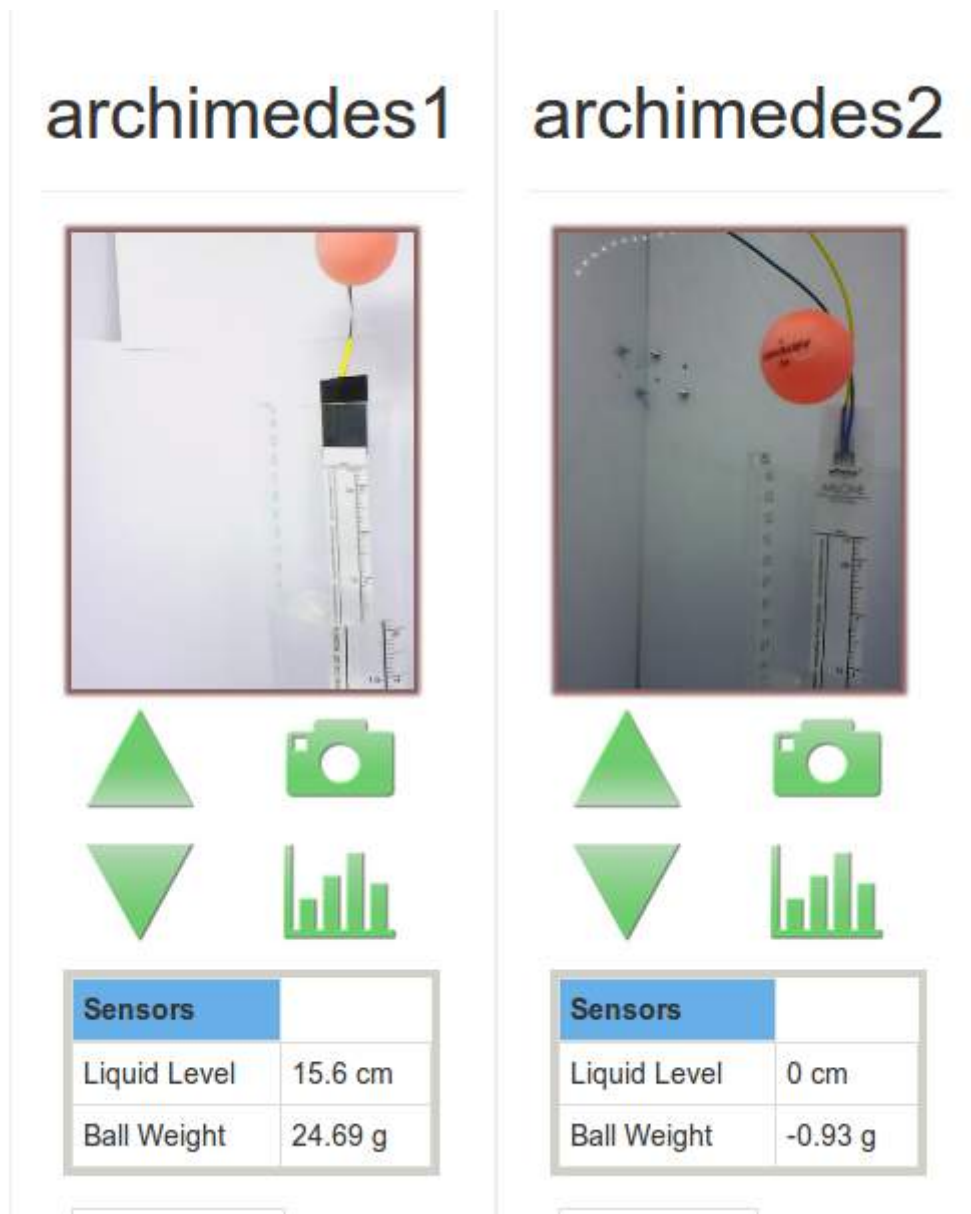 archimedes1
archimedes2
Sensors
Liquid Level 15.6 cm
Ball Weight 24.69 g
Sensors
Liquid Level 0 cm
Ball Weight -0.93 g